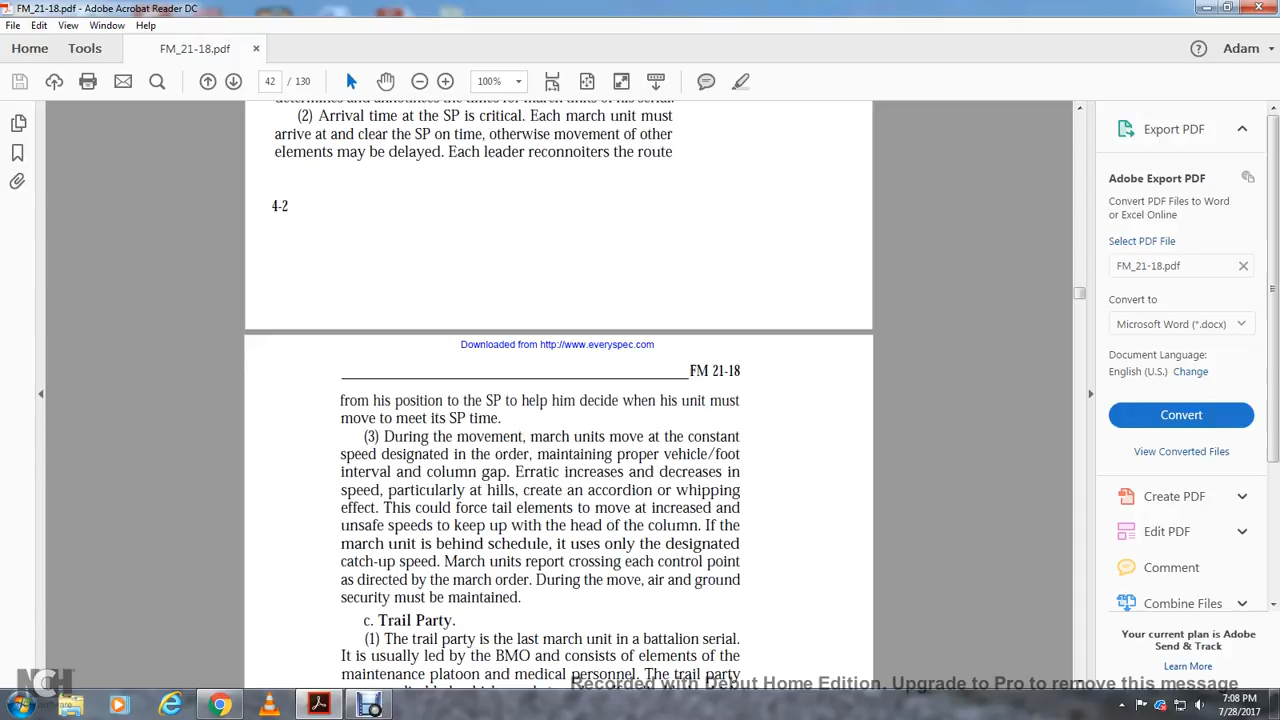 FM_21-18.pdf - Adobe Acrobat Reader DC
File Edit View Window Help
Home Tools FM_21-18.pdf × Adam
42 / 130 100%
determines and announces the times for march units of his serial.
(2) Arrival time at the SP is critical. Each march unit must
arrive at and clear the SP on time, otherwise movement of other
elements may be delayed. Each leader reconnoiters the route
4-2
Downloaded from http://www.everyspec.com
FM 21-18
from his position to the SP to help him decide when his unit must
move to meet its SP time.
(3) During the movement, march units move at the constant
speed designated in the order, maintaining proper vehicle/foot
interval and column gap. Erratic increases and decreases in
speed, particularly at hills, create an accordion or whipping
effect. This could force tail elements to move at increased and
unsafe speeds to keep up with the head of the column. If the
march unit is behind schedule, it uses only the designated
catch-up speed. March units report crossing each control point
as directed by the march order. During the move, air and ground
security must be maintained.
c. Trail Party.
(1) The trail party is the last march unit in a battalion serial.
It is usually led by the BMO and consists of elements of the
maintenance platoon and medical personnel. The trail party
Export PDF
Adobe Export PDF
Convert PDF Files to Word
or Excel Online
Select PDF File
FM_21-18.pdf
Convert to
Microsoft Word (*.docx)
Document Language:
English (U.S.) Change
Convert
View Converted Files
Create PDF
Edit PDF
Comment
Combine Files
Your current plan is Adobe
Send & Track
Learn More
Recorded with Debut Home Edition. Upgrade to Pro to remove this message
NCH
7:08 PM
7/28/2017